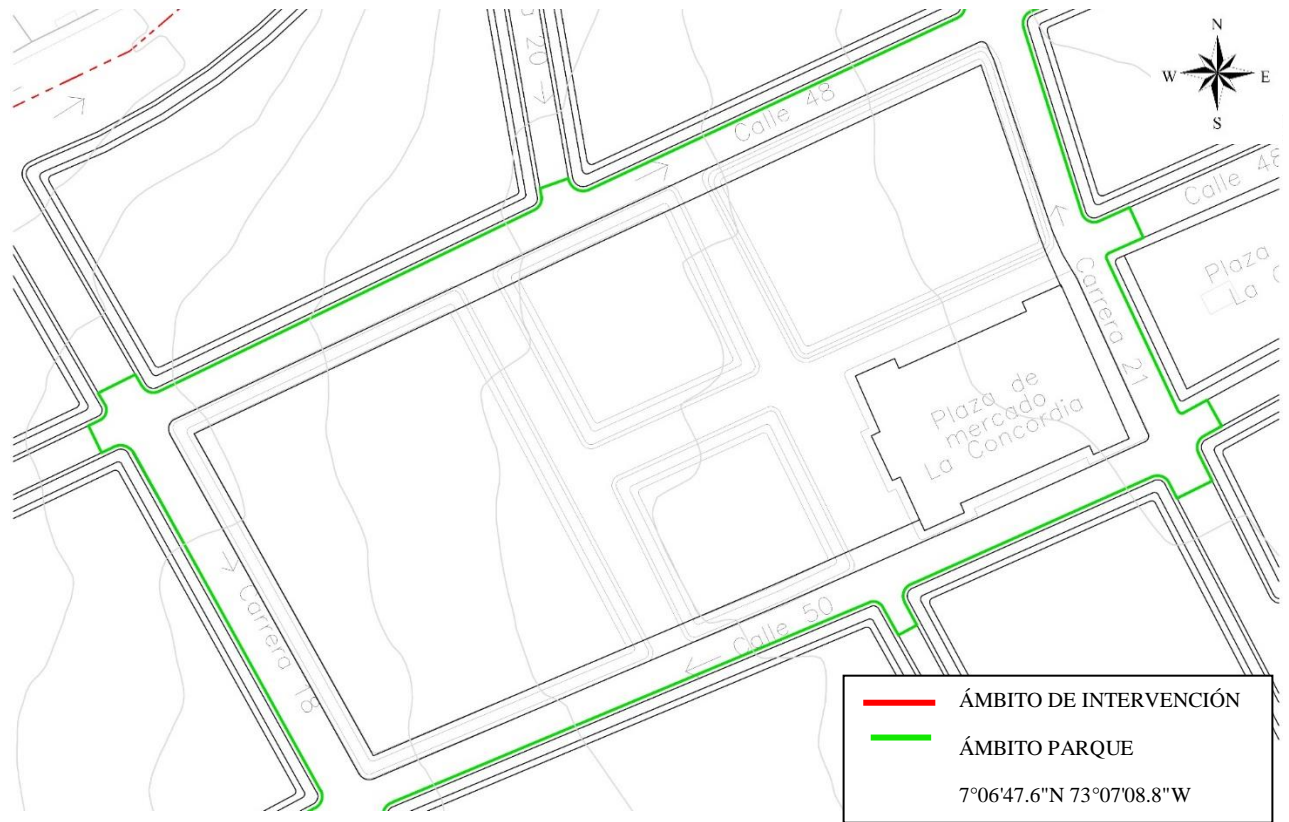 N
W
E
S
20
Calle 48
Calle 48
Plaza
La
Carrera 21
Plaza de
mercado
La Concordia
Carrera 18
Calle 50
ÁMBITO DE INTERVENCIÓN
ÁMBITO PARQUE
7°06'47.6"N 73°07'08.8"W